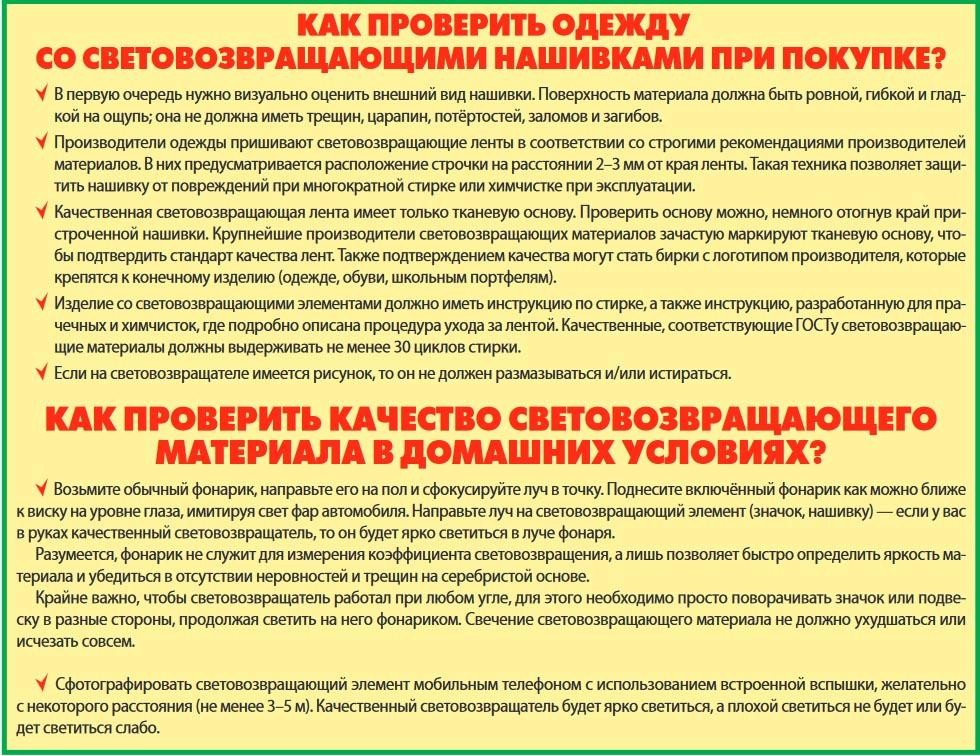 КАК ПРОВЕРИТЬ ОДЕЖДУ
СО СВЕТОВОЗВРАЩАЮЩИМИ НАШИВКАМИ ПРИ ПОКУПКЕ?
В первую очередь нужно визуально оценить внешний вид нашивки. Поверхность материала должна быть ровной, гибкой и глад-
кой на ощупь; она не должна иметь трещин, царапин, потёртостей, заломов и загибов.
Производители одежды пришивают световозвращающие ленты в соответствии со строгими рекомендациями производителей
материалов. В них предусматривается расположение строчки на расстоянии 2–3 мм от края ленты. Такая техника позволяет защи-
тить нашивку от повреждений при многократной стирке или химчистке при эксплуатации.
Качественная световозвращающая лента имеет только тканевую основу. Проверить основу можно, немного отогнув край при-
строченной нашивки. Крупнейшие производители световозвращающих материалов зачастую маркируют тканевую основу, что-
бы подтвердить стандарт качества лент. Также подтверждением качества могут стать бирки с логотипом производителя, которые
крепятся к конечному изделию (одежде, обуви, школьным портфелям).
Изделие со световозвращающими элементами должно иметь инструкцию по стирке, а также инструкцию, разработанную для пра-
чечных и химчисток, где подробно описана процедура ухода за лентой. Качественные, соответствующие ГОСТу световозвращаю-
щие материалы должны выдерживать не менее 30 циклов стирки.
Если на световозвращателе имеется рисунок, то он не должен размазываться и/или истираться.
КАК ПРОВЕРИТЬ КАЧЕСТВО СВЕТОВОЗВРАЩАЮЩЕГО
МАТЕРИАЛА В ДОМАШНИХ УСЛОВИЯХ?
Возьмите обычный фонарик, направьте его на пол и сфокусируйте луч в точку. Поднесите включённый фонарик как можно ближе
к виску на уровне глаза, имитируя свет фар автомобиля. Направьте луч на световозвращающий элемент (значок, нашивку) — если у вас
в руках качественный световозвращатель, то он будет ярко светиться в луче фонаря.
Разумеется, фонарик не служит для измерения коэффициента световозвращения, а лишь позволяет быстро определить яркость ма-
териала и убедиться в отсутствии неровностей и трещин на серебристой основе.
Крайне важно, чтобы световозвращатель работал при любом угле, для этого необходимо просто поворачивать значок или подве-
ску в разные стороны, продолжая светить на него фонариком. Свечение световозвращающего материала не должно ухудшаться или
исчезать совсем.
Сфотографировать световозвращающий элемент мобильным телефоном с использованием встроенной вспышки, желательно
с некоторого расстояния (не менее 3–5 м). Качественный световозвращатель будет ярко светиться, а плохой светиться не будет или бу-
дет светиться слабо.